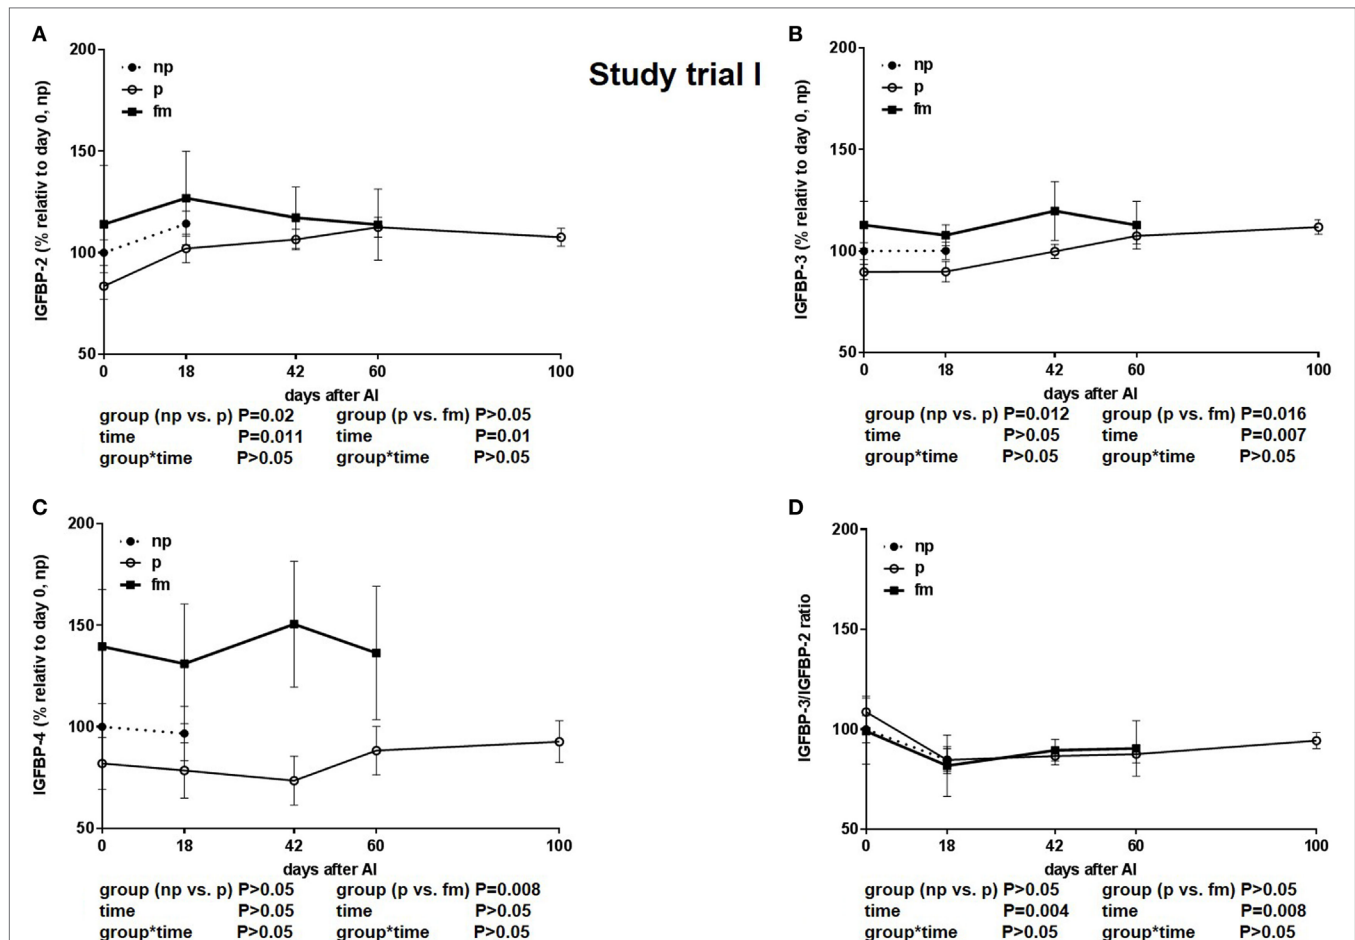 A
200
150
100
50
np
p
fm
IGFBP-2 (% relativ to day 0, np)
0 18 42 60 100
days after AI
group (np vs. p) P=0.02 group (p vs. fm) P>0.05
time P=0.011 time P=0.01
group*time P>0.05 group*time P>0.05
Study trial I
B
200
150
100
50
np
p
fm
IGFBP-3 (% relativ to day 0, np)
0 18 42 60 100
days after AI
group (np vs. p) P=0.012 group (p vs. fm) P=0.016
time P>0.05 time P=0.007
group*time P>0.05 group*time P>0.05
C
200
150
100
50
np
p
fm
IGFBP-4 (% relativ to day 0, np)
0 18 42 60 100
days after AI
group (np vs. p) P>0.05 group (p vs. fm) P=0.008
time P>0.05 time P>0.05
group*time P>0.05 group*time P>0.05
D
200
150
100
50
np
p
fm
IGFBP-3/IGFBP-2 ratio
0 18 42 60 100
days after AI
group (np vs. p) P>0.05 group (p vs. fm) P>0.05
time P=0.004 time P=0.008
group*time P>0.05 group*time P>0.05